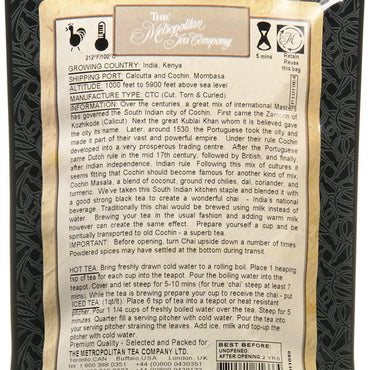 THE
Metropolitan
Tea Company
212°F/100°C
5 mins
Retain
Reuse
this bag
GROWING COUNTRY: India, Kenya
SHIPPING PORT: Calcutta and Cochin, Mombasa
ALTITUDE: 1000 feet to 5900 feet above sea level
MANUFACTURE TYPE: CTC (Cut, Torn & Curled)
INFORMATION: Over the centuries, a great mix of international Masters
has governed the South Indian city of Cochin. First came the Zamorin of
Kozhikode (Calicut). Next the great Kublai Khan whom it is believed gave
the city its name. Later, around 1530, the Portuguese took the city and
made it part of their vast and powerful empire. Under their rule Cochin
developed into a very prosperous trading centre. After the Portuguese
came Dutch rule in the mid 17th century, followed by British, and finally,
after Indian independence, Indian rule. Following this mix of cultures it
seems fitting that Cochin should become famous for another kind of mix,
Cochin Masala, a blend of coconut, ground red chilies, dal, coriander, and
turmeric. We've taken this South Indian kitchen staple and blended it with
a good strong black tea to create a wonderful chai - India's national
beverage. Traditionally this chai would be brewed using milk instead of
water. Brewing your tea in the usual fashion and adding warm milk
however can create the same effect. Prepare yourself a cup and be
spiritually transported to old Cochin - a superb tea.
IMPORTANT: Before opening, turn Chai upside down a number of times
Powdered spices may have settled at the bottom during transit.
HOT TEA: Bring freshly drawn cold water to a rolling boil. Place 1 heaping
tsp of tea for each cup into the teapot. Pour the boiling water into the teapot.
Cover and let steep for 5-10 minutes (for 'true' chai) steep at least 7
minutes). While tea is brewing prepare your cup to receive the chai - put
ICED TEA (1qt/lt): Place 6 tsp of tea into a teapot or heat resistant
pitcher. Pour 1 1/4 cups of freshly boiled water over the tea. Steep for 5
minutes. Quarter fill a serving pitcher with cold water. Pour the tea into
your serving pitcher straining the leaves. Add ice, milk and top-up the
pitcher with cold water.
Premium Quality - Selected and Packed for:
THE METROPOLITAN TEA COMPANY LTD.
Toronto CAN. Buffalo,USA London, UK
BEST BEFORE:
UNOPENED:
AFTER OPENING 2 YRS